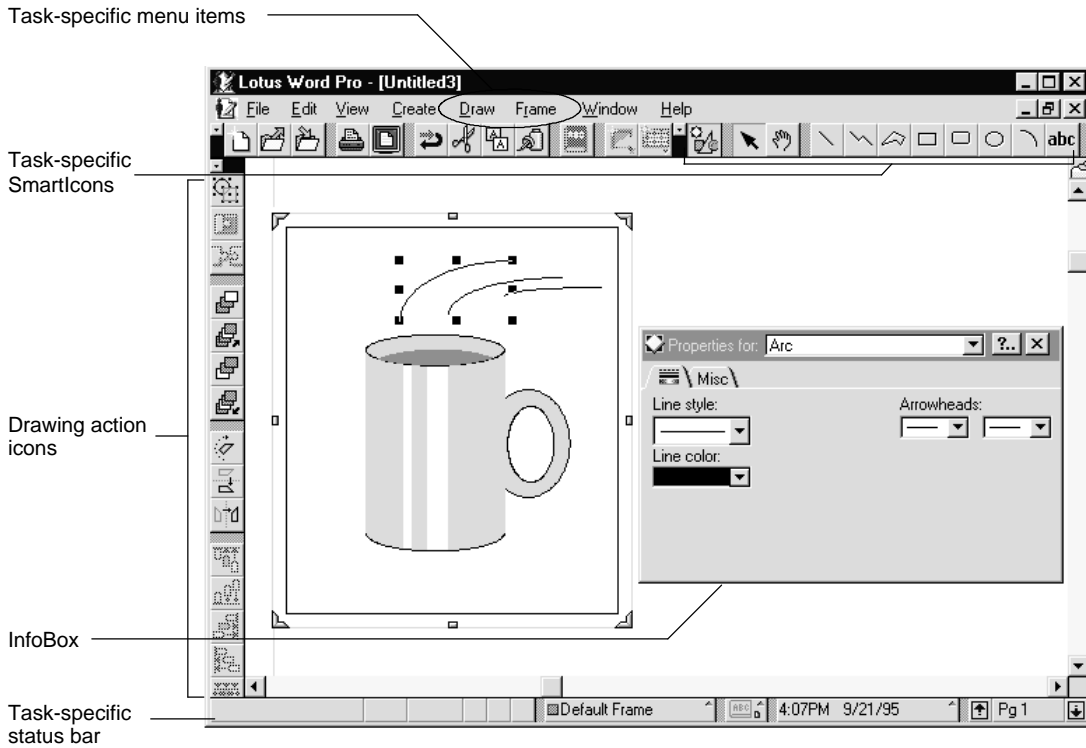 Task-specific menu items
Lotus Word Pro - [Untitled3]
File Edit View Create Draw Frame Window Help
abc
Task-specific
SmartIcons
Properties for: Arc
?..
Misc
Line style:
Arrowheads:
Line color:
Drawing action
icons
InfoBox
Task-specific
status bar
Default Frame
ABC
4:07PM 9/21/95
Pg 1